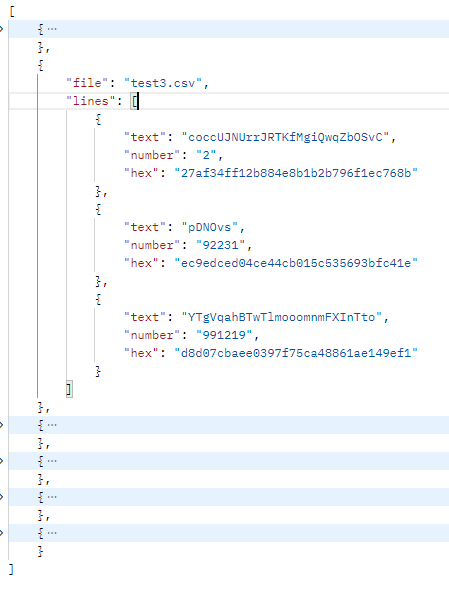 [
{···
},
{
"file": "test3.csv",
"lines": [
{
"text": "coccUJNUrrJRTKfMgiQwqZbOSvC",
"number": "2",
"hex": "27af34ff12b884e8b1b2b796f1ec768b"
},
{
"text": "pDNOvs",
"number": "92231",
"hex": "ec9edced04ce44cb015c535693bfc41e"
},
{
"text": "YTgVqahBTwTlmooomnmFXInTto",
"number": "991219",
"hex": "d8d07cbaee0397f75ca48861ae149ef1"
}
]
},
{···
},
{···
},
{···
},
{···
}
]